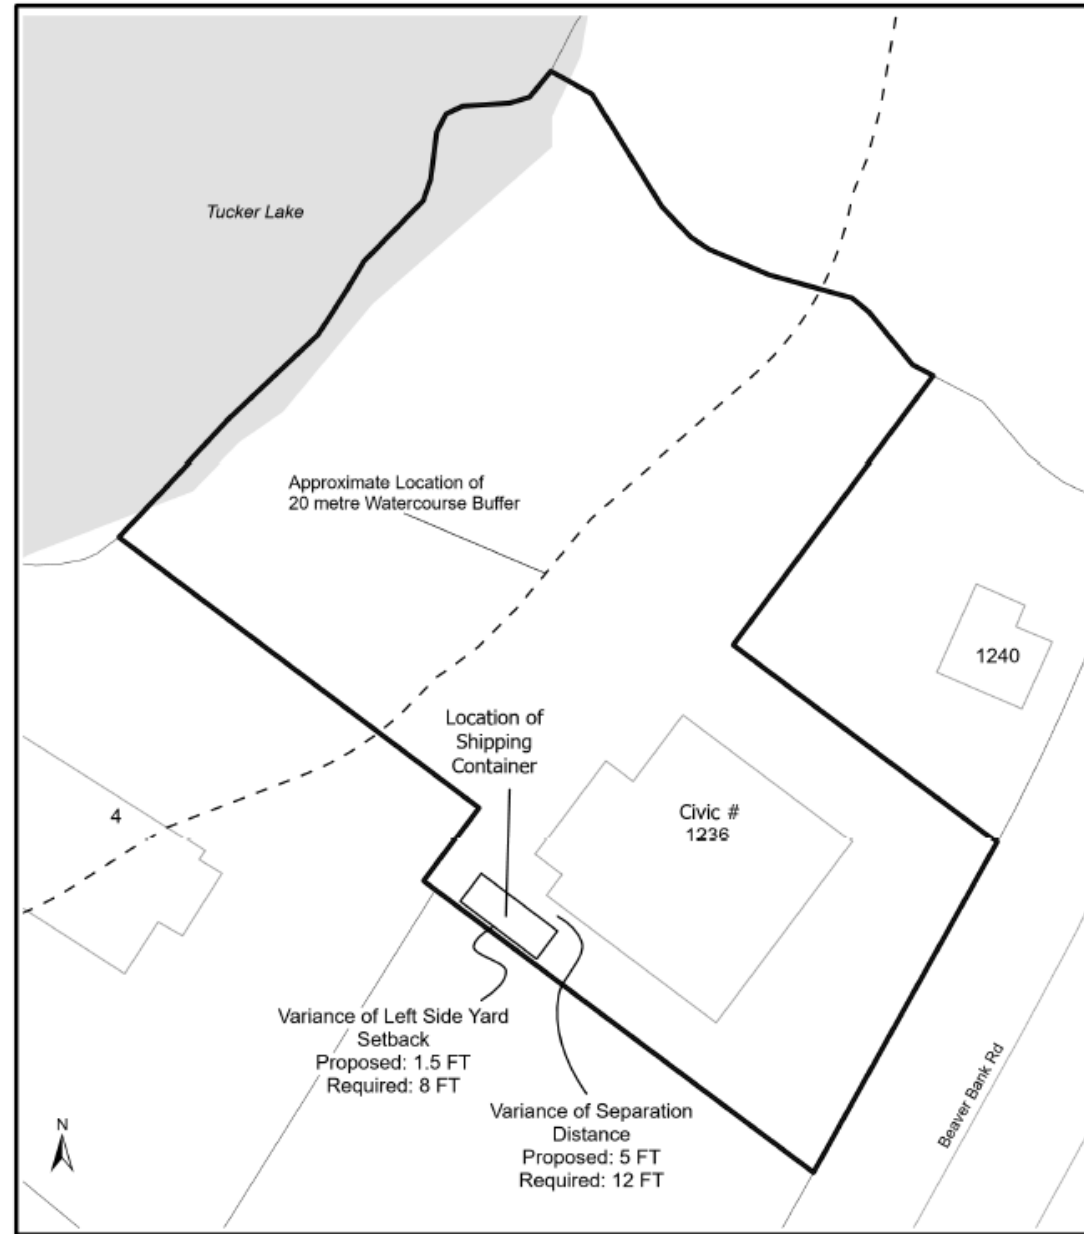 Tucker Lake
Approximate Location of
20 metre Watercourse Buffer
1240
Location of
Shipping
Container
Civic #
1236
4
Variance of Left Side Yard
Setback
Proposed: 1.5 FT
Required: 8 FT
Variance of Separation
Distance
Proposed: 5 FT
Required: 12 FT
Beaver Bank Rd
N